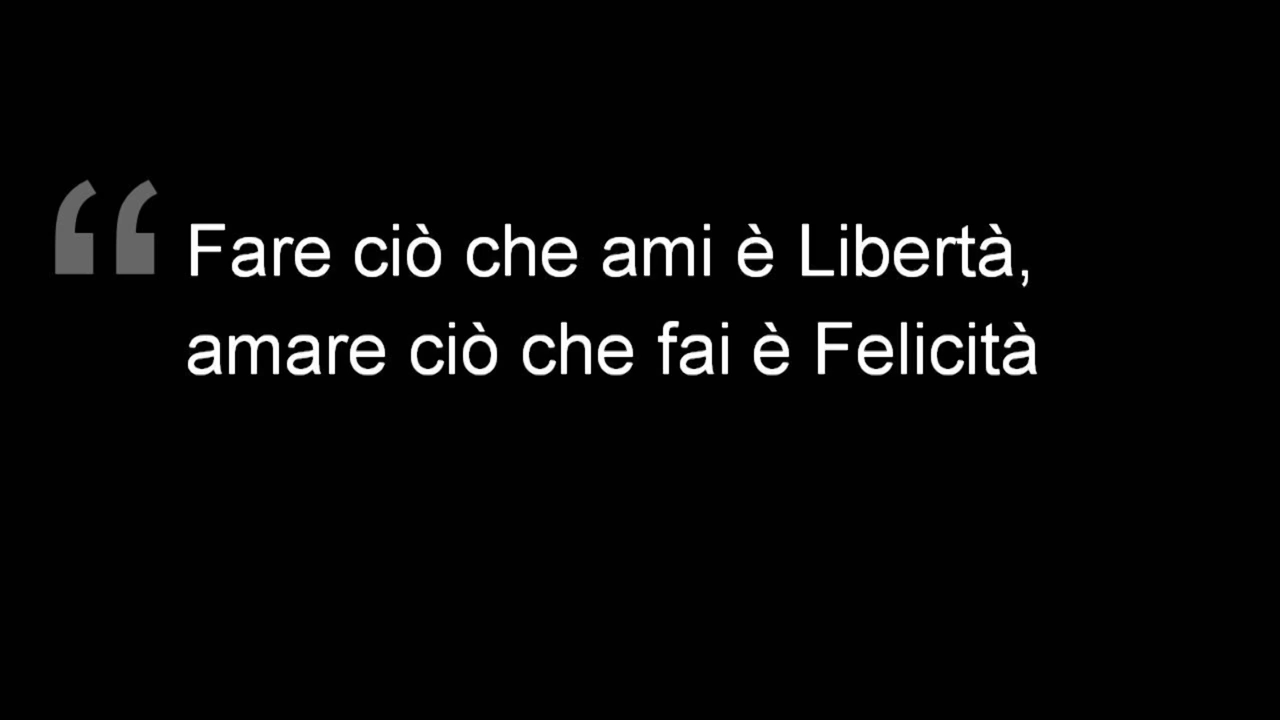 “ Fare ciò che ami è Libertà,
amare ciò che fai è Felicità